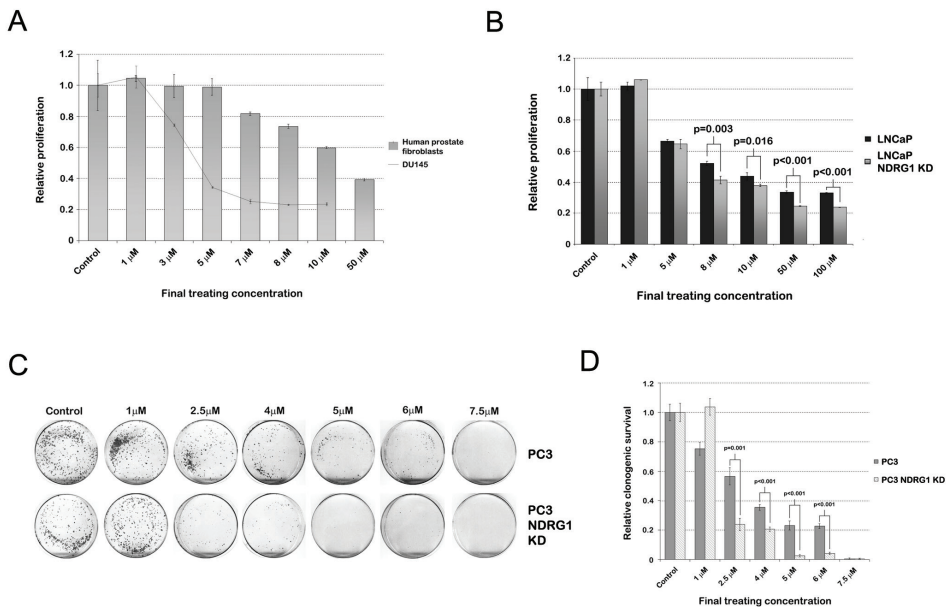 A
1.2
1.0
0.8
0.6
0.4
0.2
0
Relative proliferation
Control
1 μM
3 μM
5 μM
7 μM
8 μM
10 μM
50 μM
Final treating concentration
Human prostate
fibroblasts
DU145
B
1.2
1.0
0.8
0.6
0.4
0.2
0
Relative proliferation
p=0.003
p=0.016
p<0.001
p<0.001
Control
1 μM
5 μM
8 μM
10 μM
50 μM
100 μM
Final treating concentration
LNCaP
LNCaP
NDRG1 KD
C
Control 1μM 2.5μM 4μM 5μM 6μM 7.5μM
PC3
PC3
NDRG1
KD
D
1.2
1.0
0.8
0.6
0.4
0.2
0
Relative clonogenic survival
p=0.001
p<0.001
p<0.001
p<0.001
Control
1 μM
2.5 μM
4 μM
5 μM
6 μM
7.5 μM
Final treating concentration
PC3
PC3 NDRG1 KD